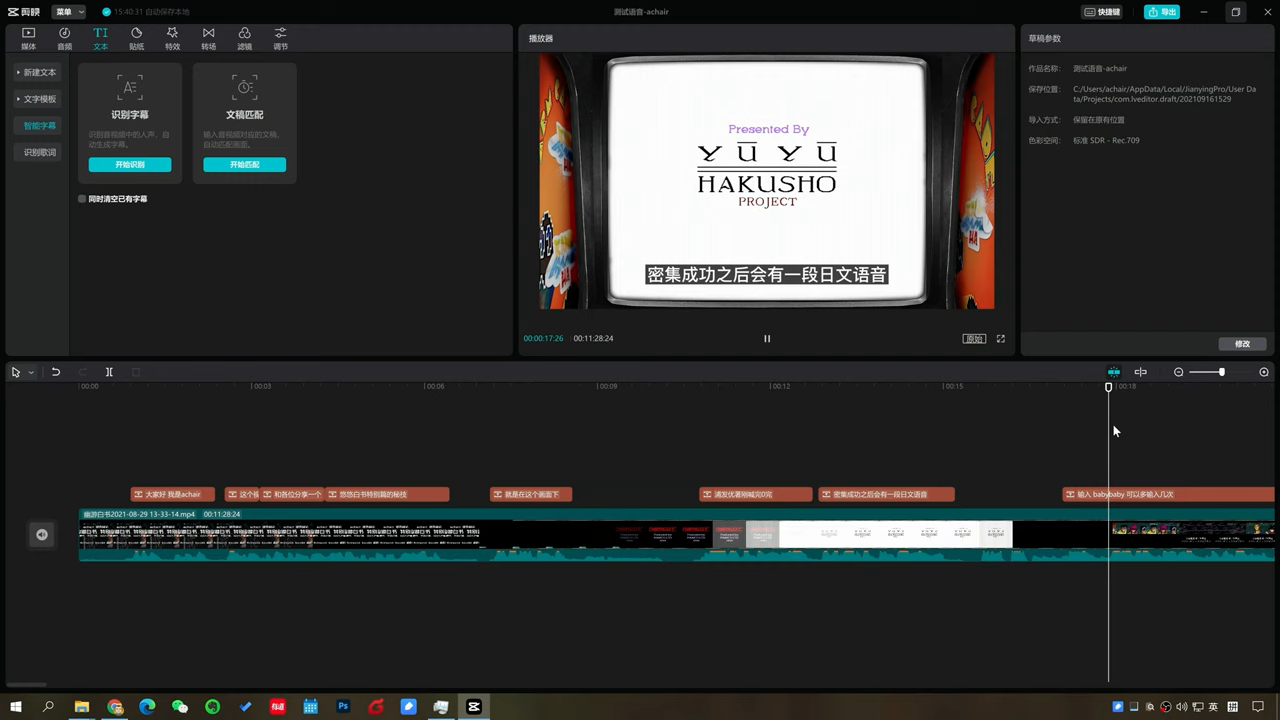 剪映
菜单
15:40:31 自动保存本地
测试语音-achair
快捷键
导出
媒体
音频
TI
文本
贴纸
特效
转场
滤镜
调节
新建文本
文字模板
智能字幕
识别歌词
识别字幕
识别音视频中的人声，自
动生成字幕。
开始识别
文稿匹配
输入音视频对应的文稿，
自动匹配画面。
开始匹配
同时清空已有字幕
播放器
Presented By
YŪYŪ
HAKUSHO
PROJECT
密集成功之后会有一段日文语音
00:00:17:26
00:11:28:24
原始
草稿参数
作品名称： 测试语音-achair
保存位置： C:/Users/achair/AppData/Local/JianyingPro/User Da
ta/Projects/com.lveditor.draft/202109161529
导入方式： 保留在原有位置
色彩空间： 标准 SDR - Rec.709
修改
00:00
00:03
00:06
00:09
00:12
00:15
00:18
大家好 我是achair
这个视
和各位分享一个
悠悠白书特别篇的秘技
就是在这个画面下
浦发优署刚喊完0完
密集成功之后会有一段日文语音
输入 babybaby 可以多输入几次
幽游白书2021-08-29 13-33-14.mp4
00:11:28:24
有道
Ps
英
拼